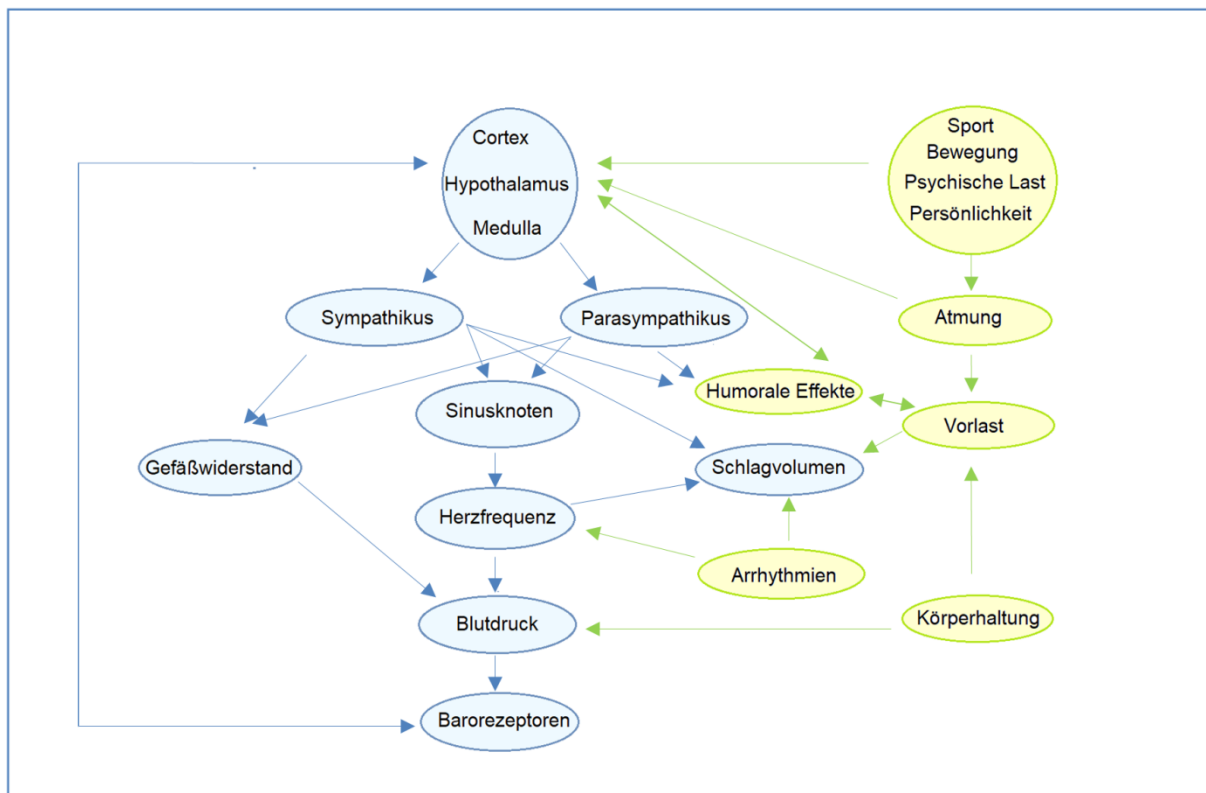 Cortex
Hypothalamus
Medulla
Sport
Bewegung
Psychische Last
Persönlichkeit
Sympathikus
Parasympathikus
Atmung
Humorale Effekte
Sinusknoten
Vorlast
Gefäßwiderstand
Schlagvolumen
Herzfrequenz
Arrhythmien
Blutdruck
Körperhaltung
Barorezeptoren